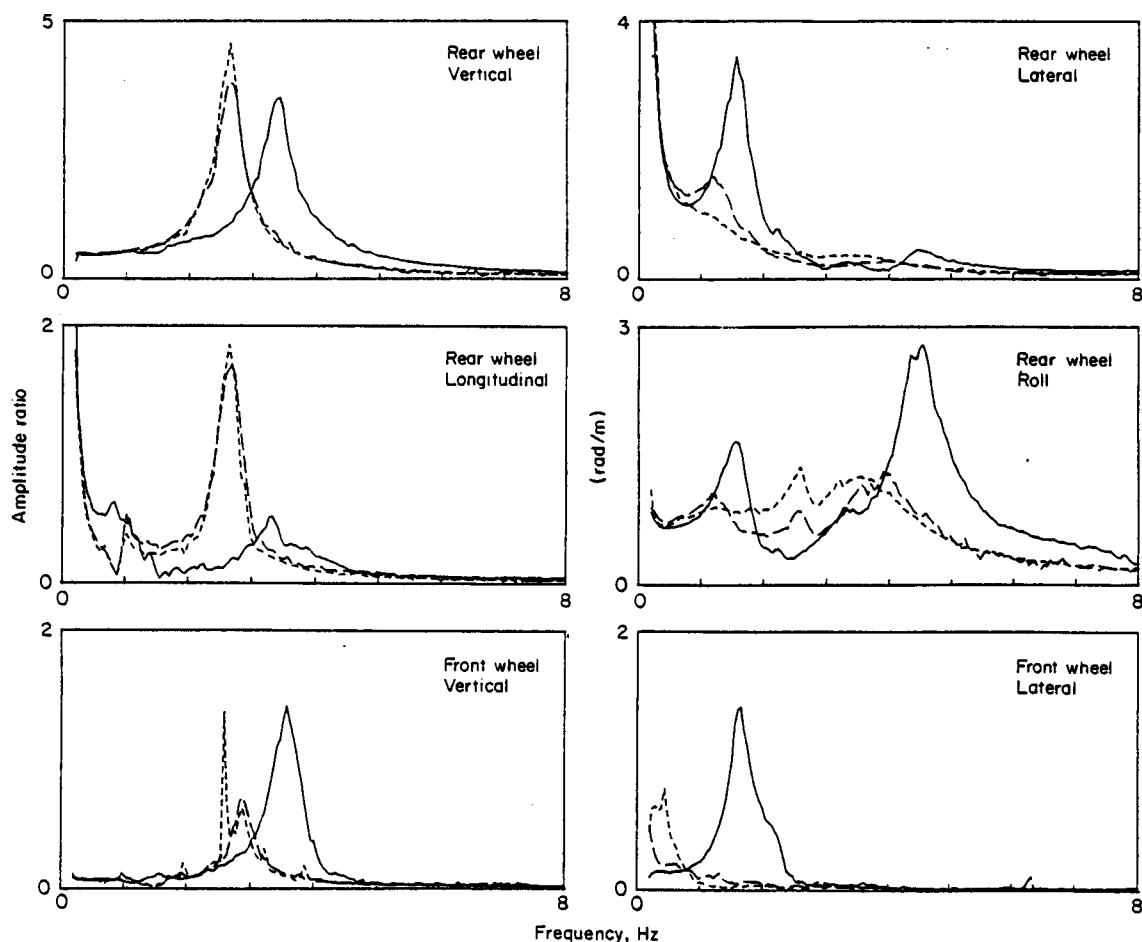 5
Rear wheel
Vertical
0
0
8
4
Rear wheel
Lateral
0
0
8
2
Rear wheel
Longitudinal
0
0
8
3
Rear wheel
Roll
0
0
8
2
Front wheel
Vertical
0
0
8
2
Front wheel
Lateral
0
0
8
Amplitude ratio
(rad/m)
Frequency, Hz